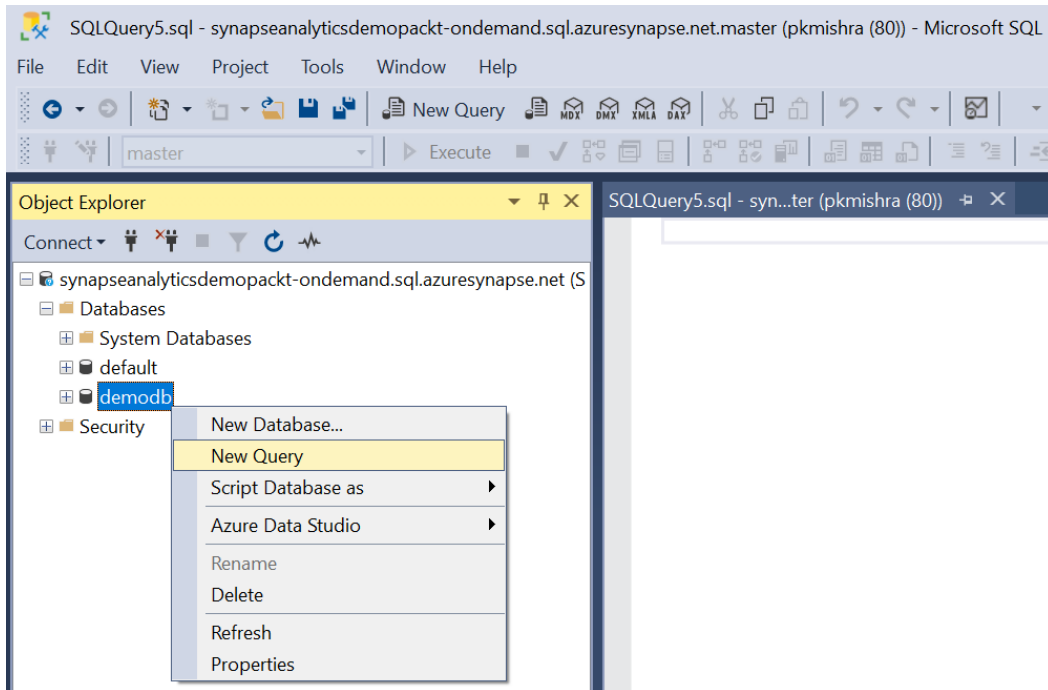 SQLQuery5.sql - synapseanalyticsdemopackt-ondemand.sql.azuresynapse.net.master (pkmishra (80)) - Microsoft SQL
File Edit View Project Tools Window Help
New Query MDX DMX XMLA DAX
master Execute
Object Explorer
SQLQuery5.sql - syn...ter (pkmishra (80))
Connect
synapseanalyticsdemopackt-ondemand.sql.azuresynapse.net (S
Databases
System Databases
default
demodb
Security
New Database...
New Query
Script Database as
Azure Data Studio
Rename
Delete
Refresh
Properties